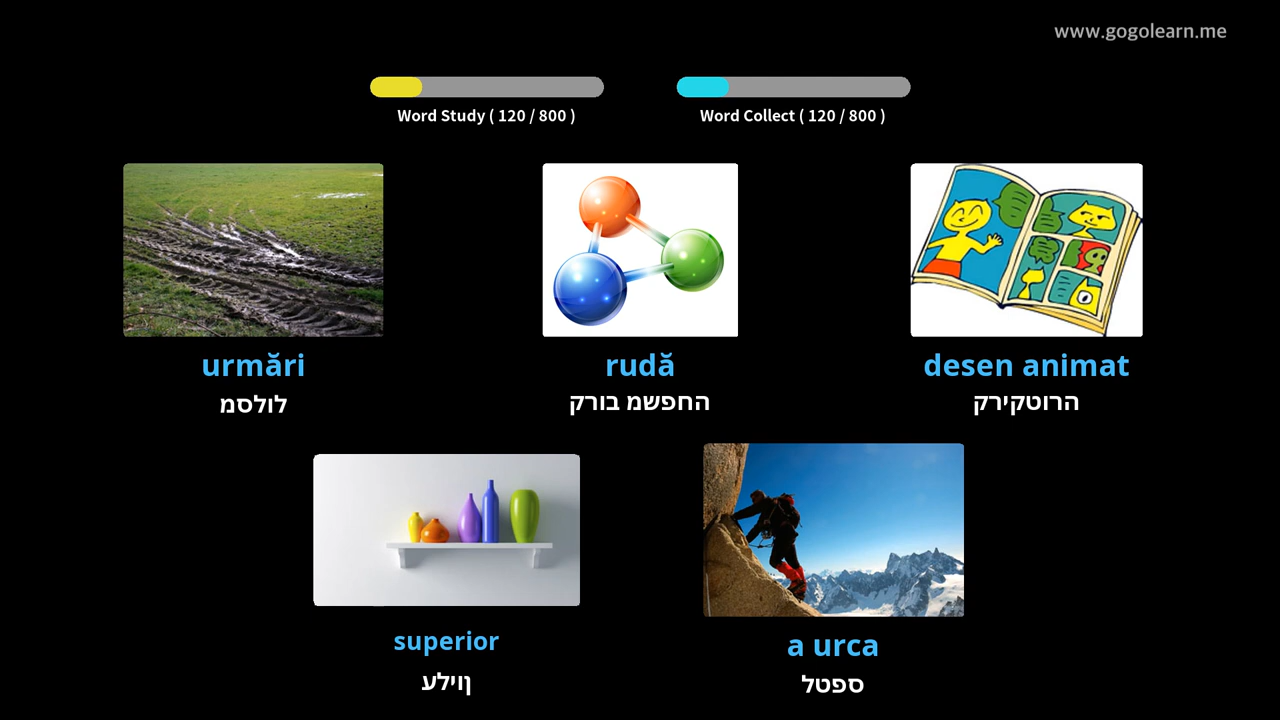 www.gogolearn.me
Word Study ( 120 / 800 )
Word Collect ( 120 / 800 )
urmări
לולסמ
rudă
החפשמ בורק
desen animat
הרוטקירק
superior
ןוילע
a urca
ספטל